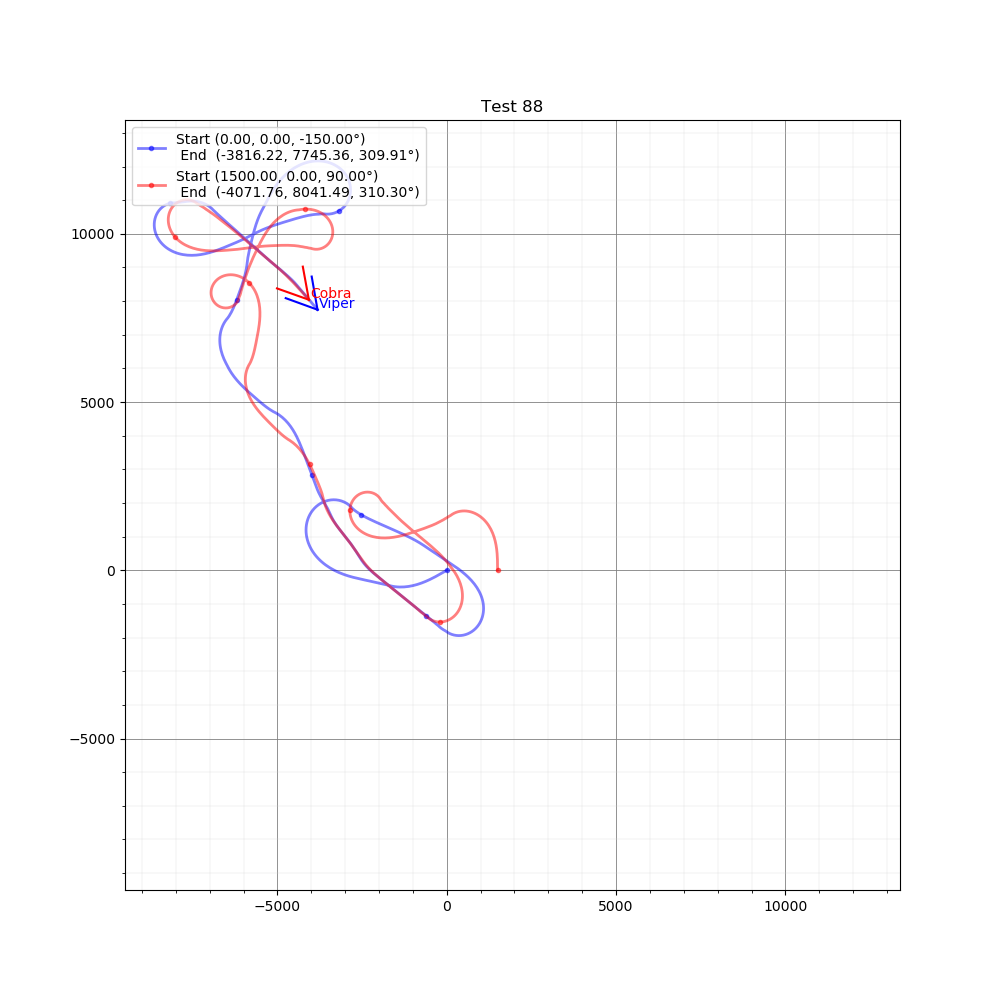 Test 88
Start (0.00, 0.00, -150.00°)
End (-3816.22, 7745.36, 309.91°)
Start (1500.00, 0.00, 90.00°)
End (-4071.76, 8041.49, 310.30°)
10000
Cobra
Viper
5000
0
−5000
−5000
0
5000
10000